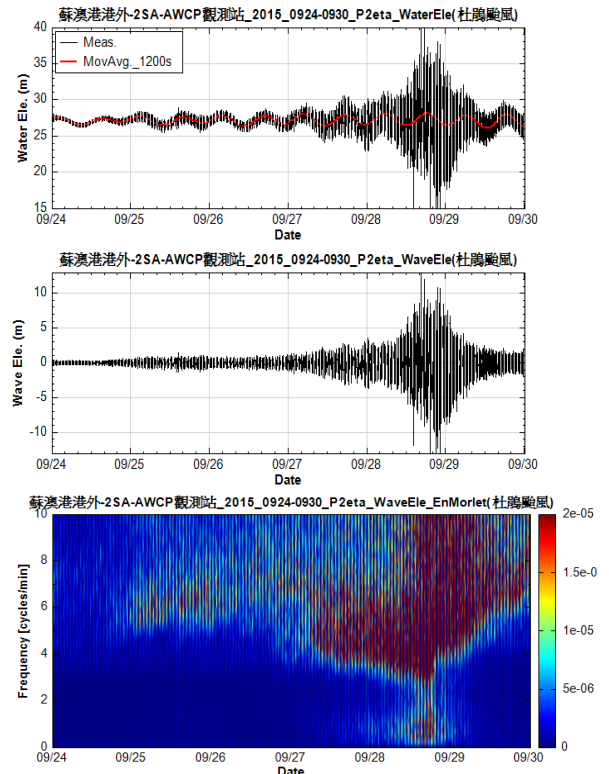 蘇澳港港外-2SA-AWCP觀測站_2015_0924-0930_P2eta_WaterEle(杜鵑颱風)
Meas.
MovAvg._1200s
Water Ele. (m)
40
35
30
25
20
15
09/24 09/25 09/26 09/27 09/28 09/29 09/30
Date
蘇澳港港外-2SA-AWCP觀測站_2015_0924-0930_P2eta_WaveEle(杜鵑颱風)
Wave Ele. (m)
10
5
0
-5
-10
09/24 09/25 09/26 09/27 09/28 09/29 09/30
Date
蘇澳港港外-2SA-AWCP觀測站_2015_0924-0930_P2eta_WaveEle_EnMorlet(杜鵑颱風)
Frequency [cycles/min]
10
8
6
4
2
0
09/24 09/25 09/26 09/27 09/28 09/29 09/30
Date
2e-05
1.5e-0
1e-05
5e-06
0